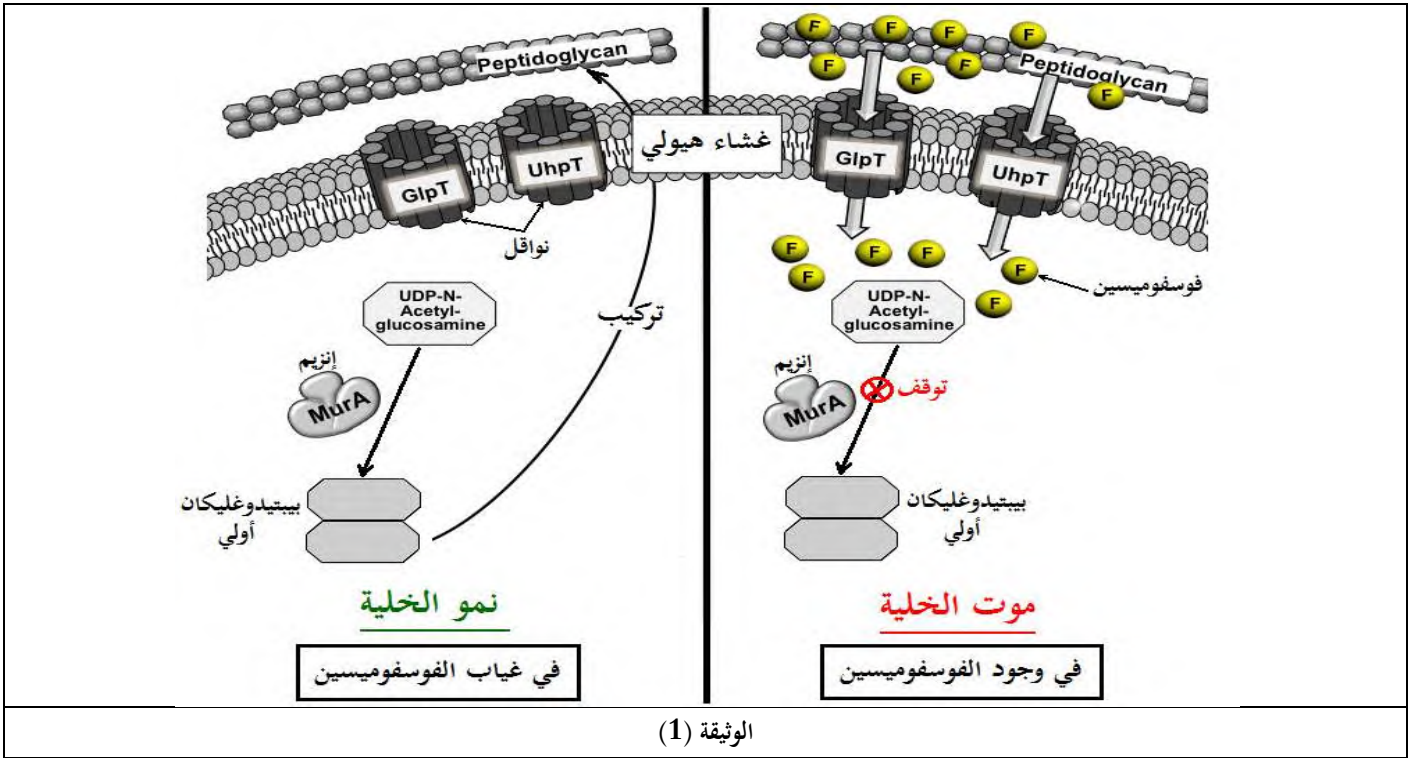 Peptidoglycan
GlpT
UhpT
غشاء هيولي
نواقل
UDP-N-
Acetyl-
glucosamine
تركيب
إنزيم
MurA
بيبتيدوغليكان
أولي
نمو الخلية
في غياب الفوسفوميسين
F
F
F
F
F
F
F
F
Peptidoglycan
GlpT
UhpT
F
F
F
F
F
F
فوسفوميسين
UDP-N-
Acetyl-
glucosamine
إنزيم
MurA
توقف
بيبتيدوغليكان
أولي
موت الخلية
في وجود الفوسفوميسين
الوثيقة (1)